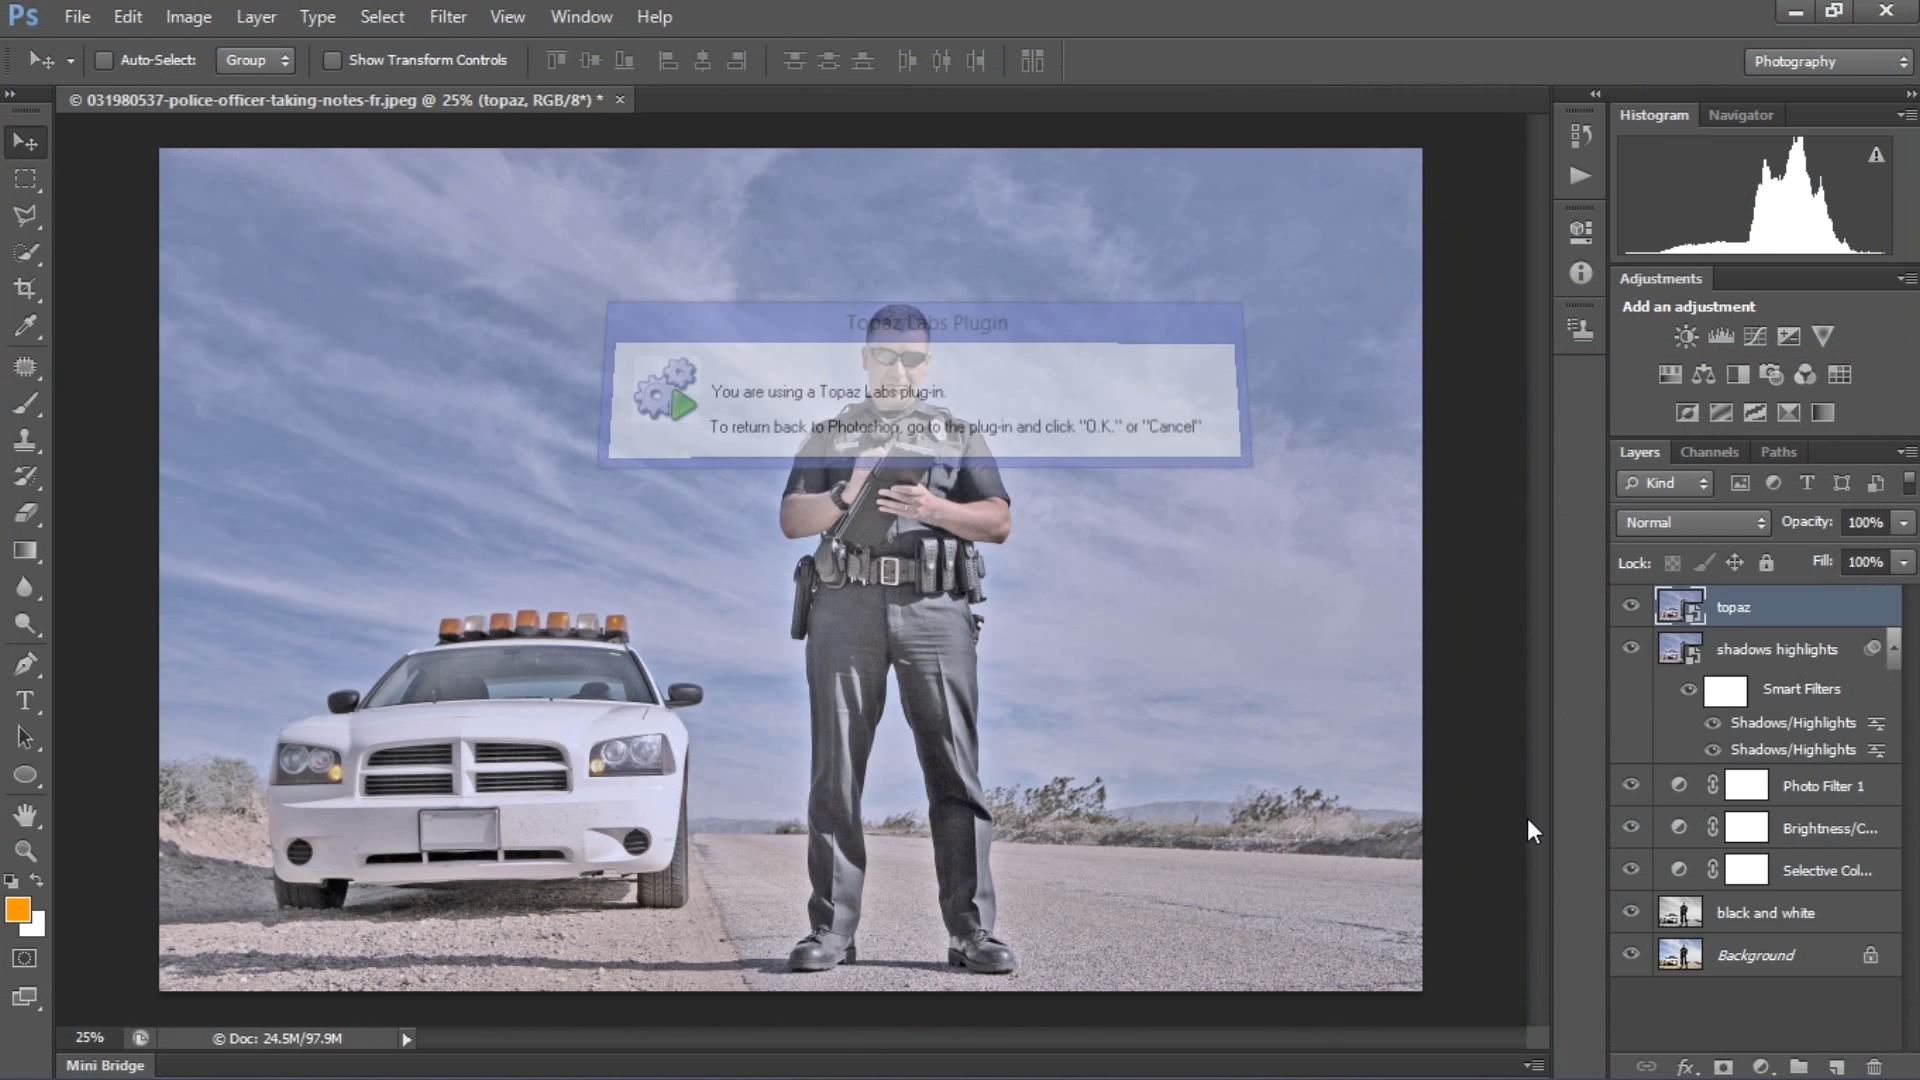 Ps File Edit Image Layer Type Select Filter View Window Help
Auto-Select: Group Show Transform Controls Photography
© 031980537-police-officer-taking-notes-fr.jpeg @ 25% (topaz, RGB/8*) * ×
Histogram Navigator
Adjustments
Add an adjustment
Topaz Labs Plugin
You are using a Topaz Labs plug-in.
To return back to Photoshop, go to the plug-in and click "O.K." or "Cancel"
Layers Channels Paths
Kind
Normal Opacity: 100%
Lock: Fill: 100%
topaz
shadows highlights
Smart Filters
Shadows/Highlights
Shadows/Highlights
Photo Filter 1
Brightness/C...
Selective Col...
black and white
Background
25% © Doc: 24.5M/97.9M
Mini Bridge
fx